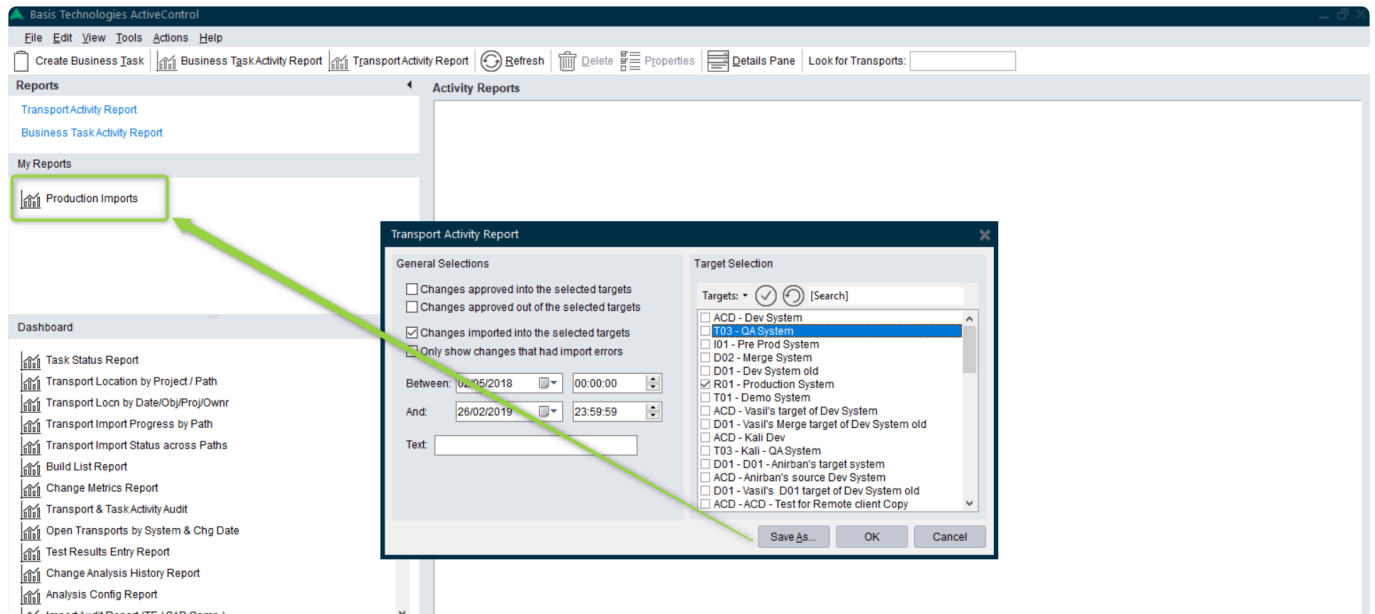 Basis Technologies ActiveControl
File Edit View Tools Actions Help
Create Business Task Business Task Activity Report Transport Activity Report Refresh Delete Properties Details Pane Look for Transports:
Reports
Transport Activity Report
Business Task Activity Report
My Reports
Production Imports
Dashboard
Task Status Report
Transport Location by Project / Path
Transport Locn by Date/Obj/Proj/Ownr
Transport Import Progress by Path
Transport Import Status across Paths
Build List Report
Change Metrics Report
Transport & Task Activity Audit
Open Transports by System & Chg Date
Test Results Entry Report
Change Analysis History Report
Analysis Config Report
Activity Reports
Transport Activity Report
General Selections
Changes approved into the selected targets
Changes approved out of the selected targets
Changes imported into the selected targets
Only show changes that had import errors
Between: 02/05/2018 00:00:00
And: 26/02/2019 23:59:59
Text:
Target Selection
Targets: [Search]
ACD - Dev System
T03 - QA System
I01 - Pre Prod System
D02 - Merge System
D01 - Dev System old
R01 - Production System
T01 - Demo System
ACD - Vasil's target of Dev System
D01 - Vasil's Merge target of Dev System old
ACD - Kali Dev
T03 - Kali - QA System
D01 - D01 - Anirban's target system
ACD - Anirban's source Dev System
D01 - Vasil's D01 target of Dev System old
ACD - ACD - Test for Remote client Copy
Save As... OK Cancel